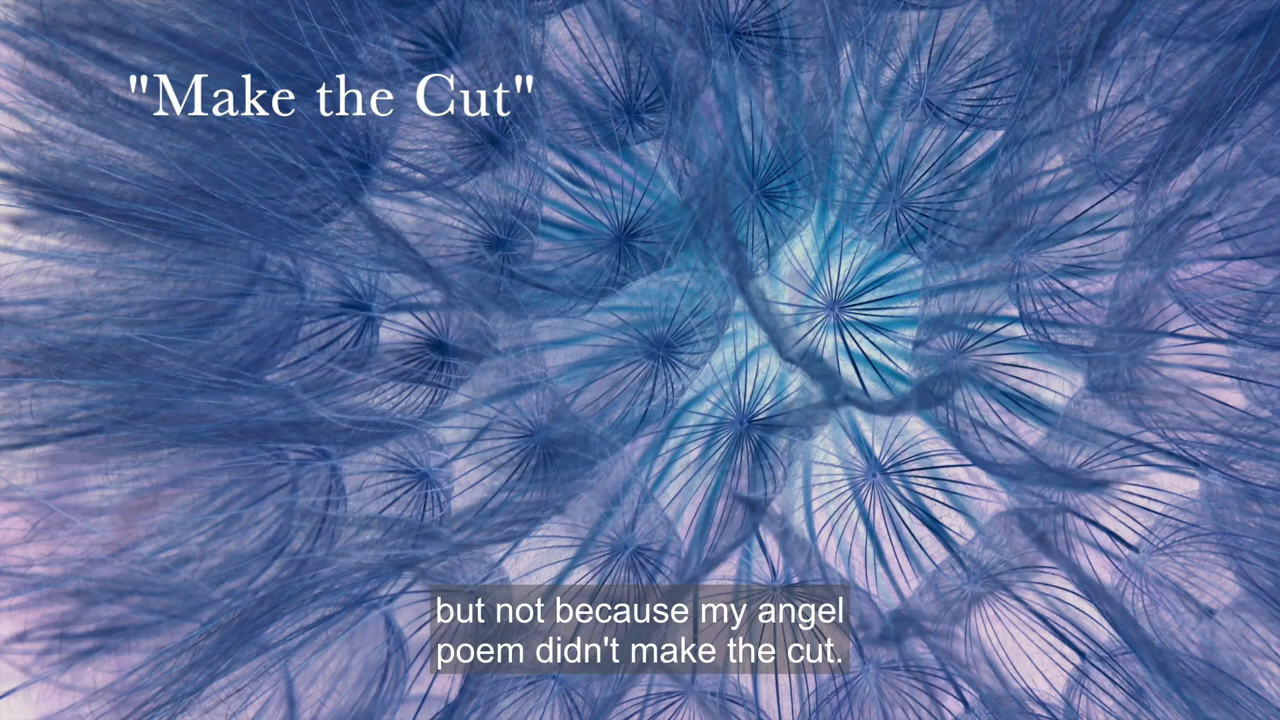 "Make the Cut"
but not because my angel
poem didn't make the cut.